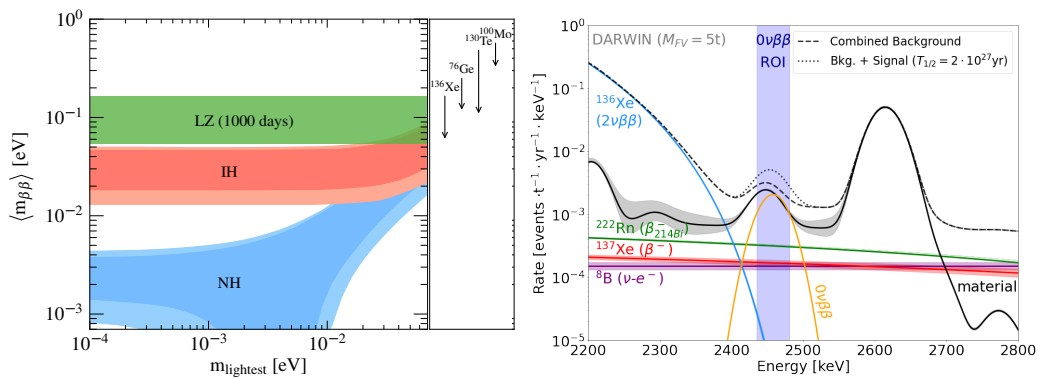 10⁰
10⁻¹
10⁻²
10⁻³
⟨m_ββ⟩ [eV]
LZ (1000 days)
IH
NH
¹³⁶Xe
⁷⁶Ge
¹³⁰Te
¹⁰⁰Mo
10⁻⁴
10⁻³
10⁻²
m_lightest [eV]
10⁰
10⁻¹
10⁻²
10⁻³
10⁻⁴
10⁻⁵
Rate [events·t⁻¹·yr⁻¹·keV⁻¹]
DARWIN (M_FV = 5t)
0νββ
ROI
Combined Background
Bkg. + Signal (T_1/2 = 2·10²⁷yr)
¹³⁶Xe
(2νββ)
²²²Rn (β⁻_214Bi)
¹³⁷Xe (β⁻)
⁸B (ν-e⁻)
0νββ
material
2200 2300 2400 2500 2600 2700 2800
Energy [keV]